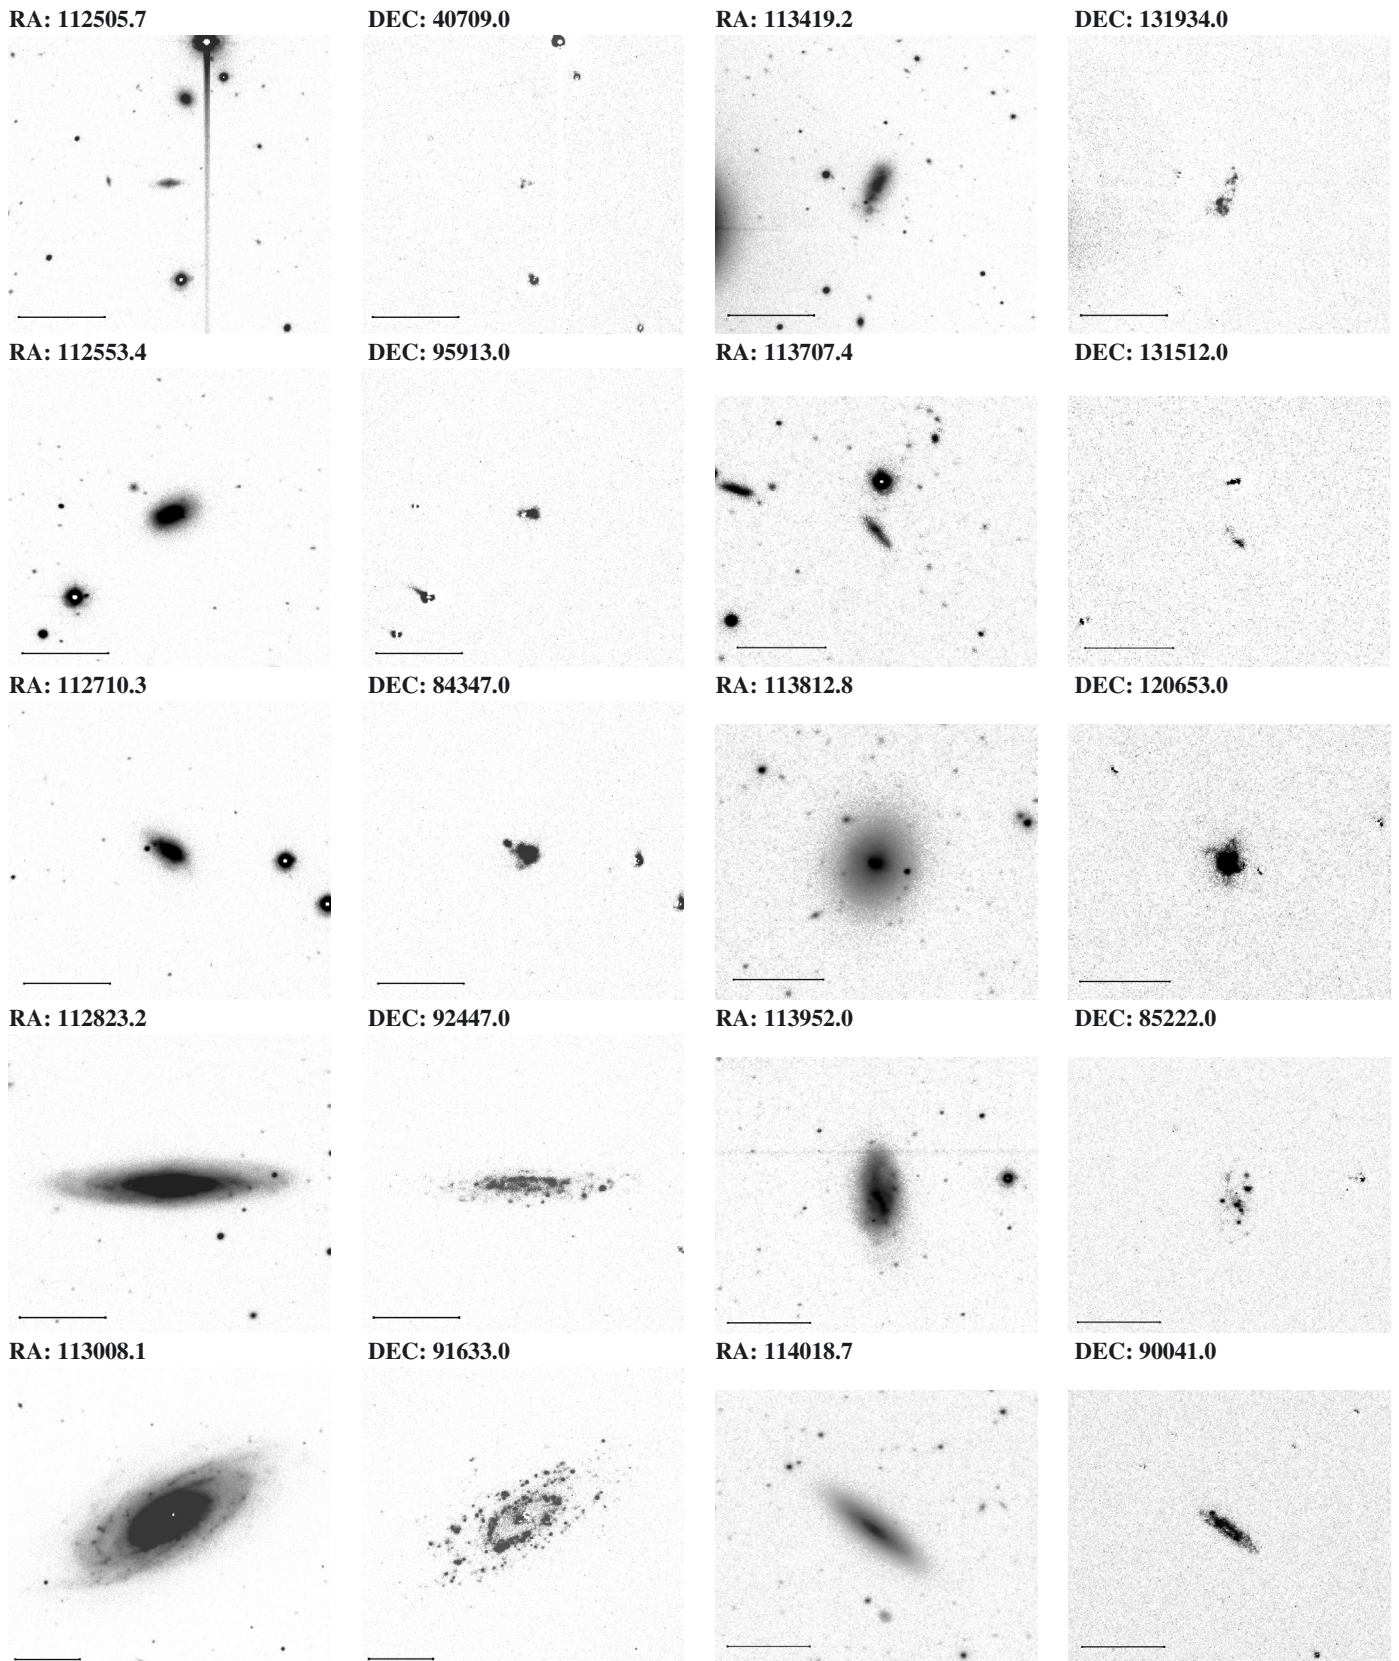 RA: 112505.7 DEC: 40709.0 RA: 113419.2 DEC: 131934.0
RA: 112553.4 DEC: 95913.0 RA: 113707.4 DEC: 131512.0
RA: 112710.3 DEC: 84347.0 RA: 113812.8 DEC: 120653.0
RA: 112823.2 DEC: 92447.0 RA: 113952.0 DEC: 85222.0
RA: 113008.1 DEC: 91633.0 RA: 114018.7 DEC: 90041.0